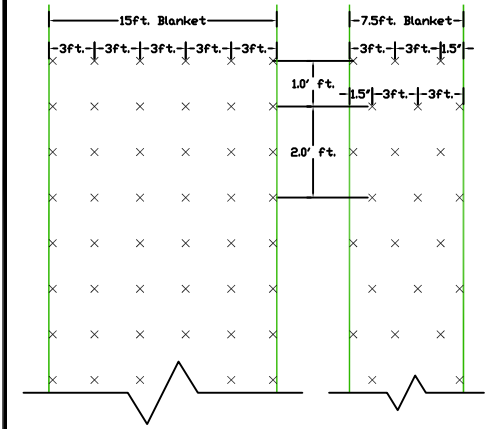 15ft. Blanket
7.5ft. Blanket
3ft. 3ft. 3ft. 3ft. 3ft.
3ft. 3ft. 1.5"
1.0' ft.
1.5" 3ft. 3ft.
2.0' ft.